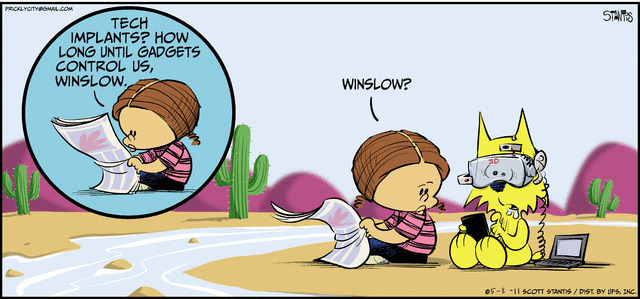 PRICKLYCITY@GMAIL.COM
STANTIS
TECH
IMPLANTS? HOW
LONG UNTIL GADGETS
CONTROL US,
WINSLOW.
WINSLOW?
3D
©5-8-11 SCOTT STANTIS / DIST. BY UFS, INC.